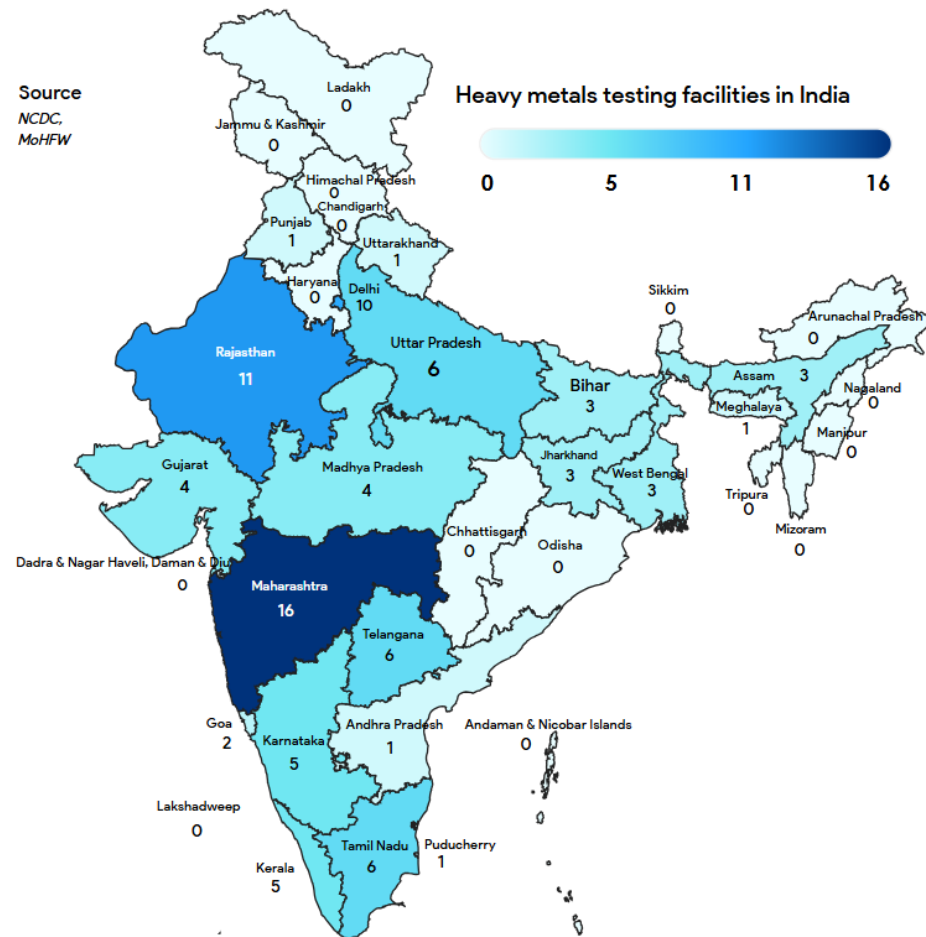 Source
NCDC,
MoHFW
Heavy metals testing facilities in India
0 5 11 16
Ladakh
0
Jammu & Kashmir
0
Himachal Pradesh
0
Chandigarh
0
Punjab
1
Uttarakhand
1
Haryana
0
Delhi
10
Rajasthan
11
Uttar Pradesh
6
Bihar
3
Sikkim
0
Arunachal Pradesh
0
Assam
3
Nagaland
0
Meghalaya
1
Manipur
0
Tripura
0
Mizoram
0
Gujarat
4
Madhya Pradesh
4
Jharkhand
3
West Bengal
3
Chhattisgarh
0
Odisha
0
Dadra & Nagar Haveli, Daman & Diu
0
Maharashtra
16
Telangana
6
Goa
2
Karnataka
5
Andhra Pradesh
1
Andaman & Nicobar Islands
0
Lakshadweep
0
Kerala
5
Tamil Nadu
6
Puducherry
1